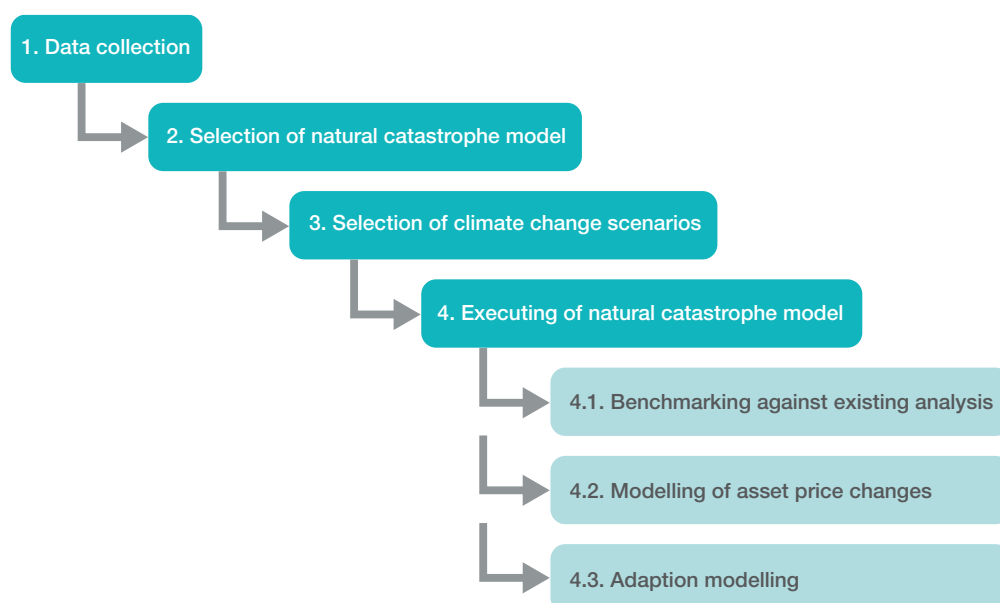 1. Data collection
2. Selection of natural catastrophe model
3. Selection of climate change scenarios
4. Executing of natural catastrophe model
4.1. Benchmarking against existing analysis
4.2. Modelling of asset price changes
4.3. Adaption modelling